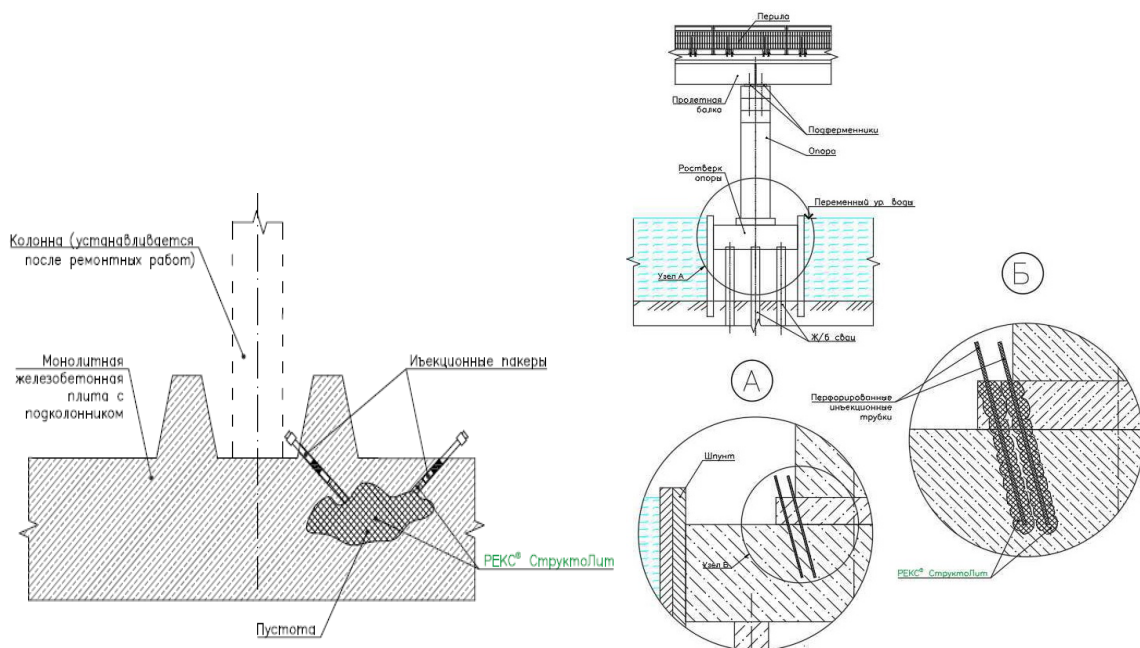 Колонна (устанавливается
после ремонтных работ)
Монолитная
железобетонная
плита с
подколонником
Иъекционные пакеры
РЕКС® СтруктоЛит
Пустота
Перила
Пролетная
балка
Подферменники
Опора
Ростверк
опоры
Переменный ур. воды
Узел А
Ж/б сваи
А
Шпунт
Узел Б
Б
Перфорированные
инъекционные
трубки
РЕКС® СтруктоЛит